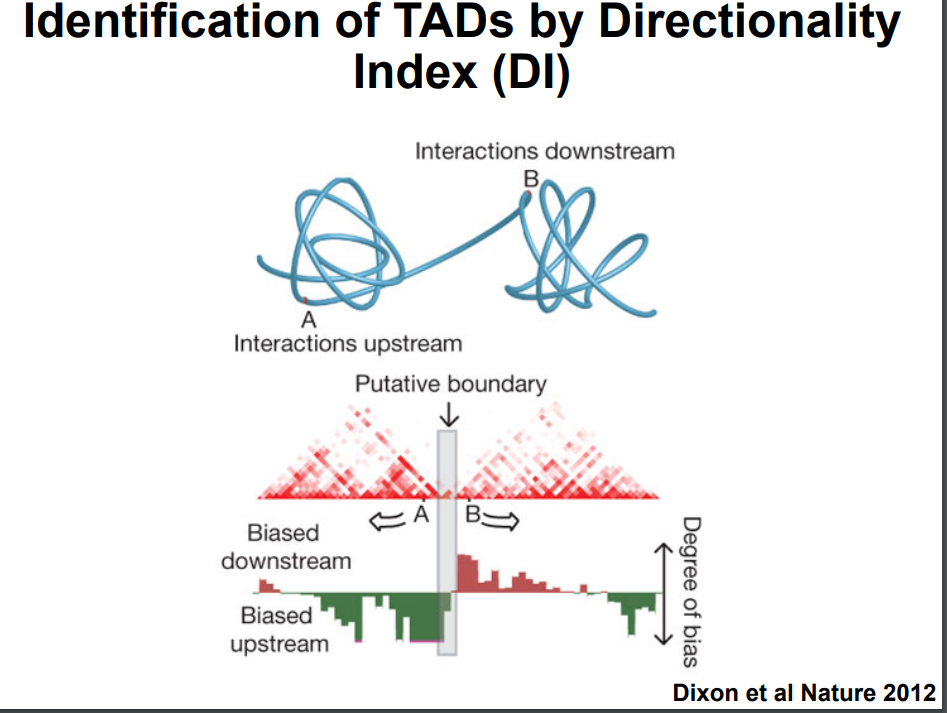 Identification of TADs by Directionality
Index (DI)
Interactions downstream
B
A
Interactions upstream
Putative boundary
A
B
Biased
downstream
Biased
upstream
Degree of bias
Dixon et al Nature 2012